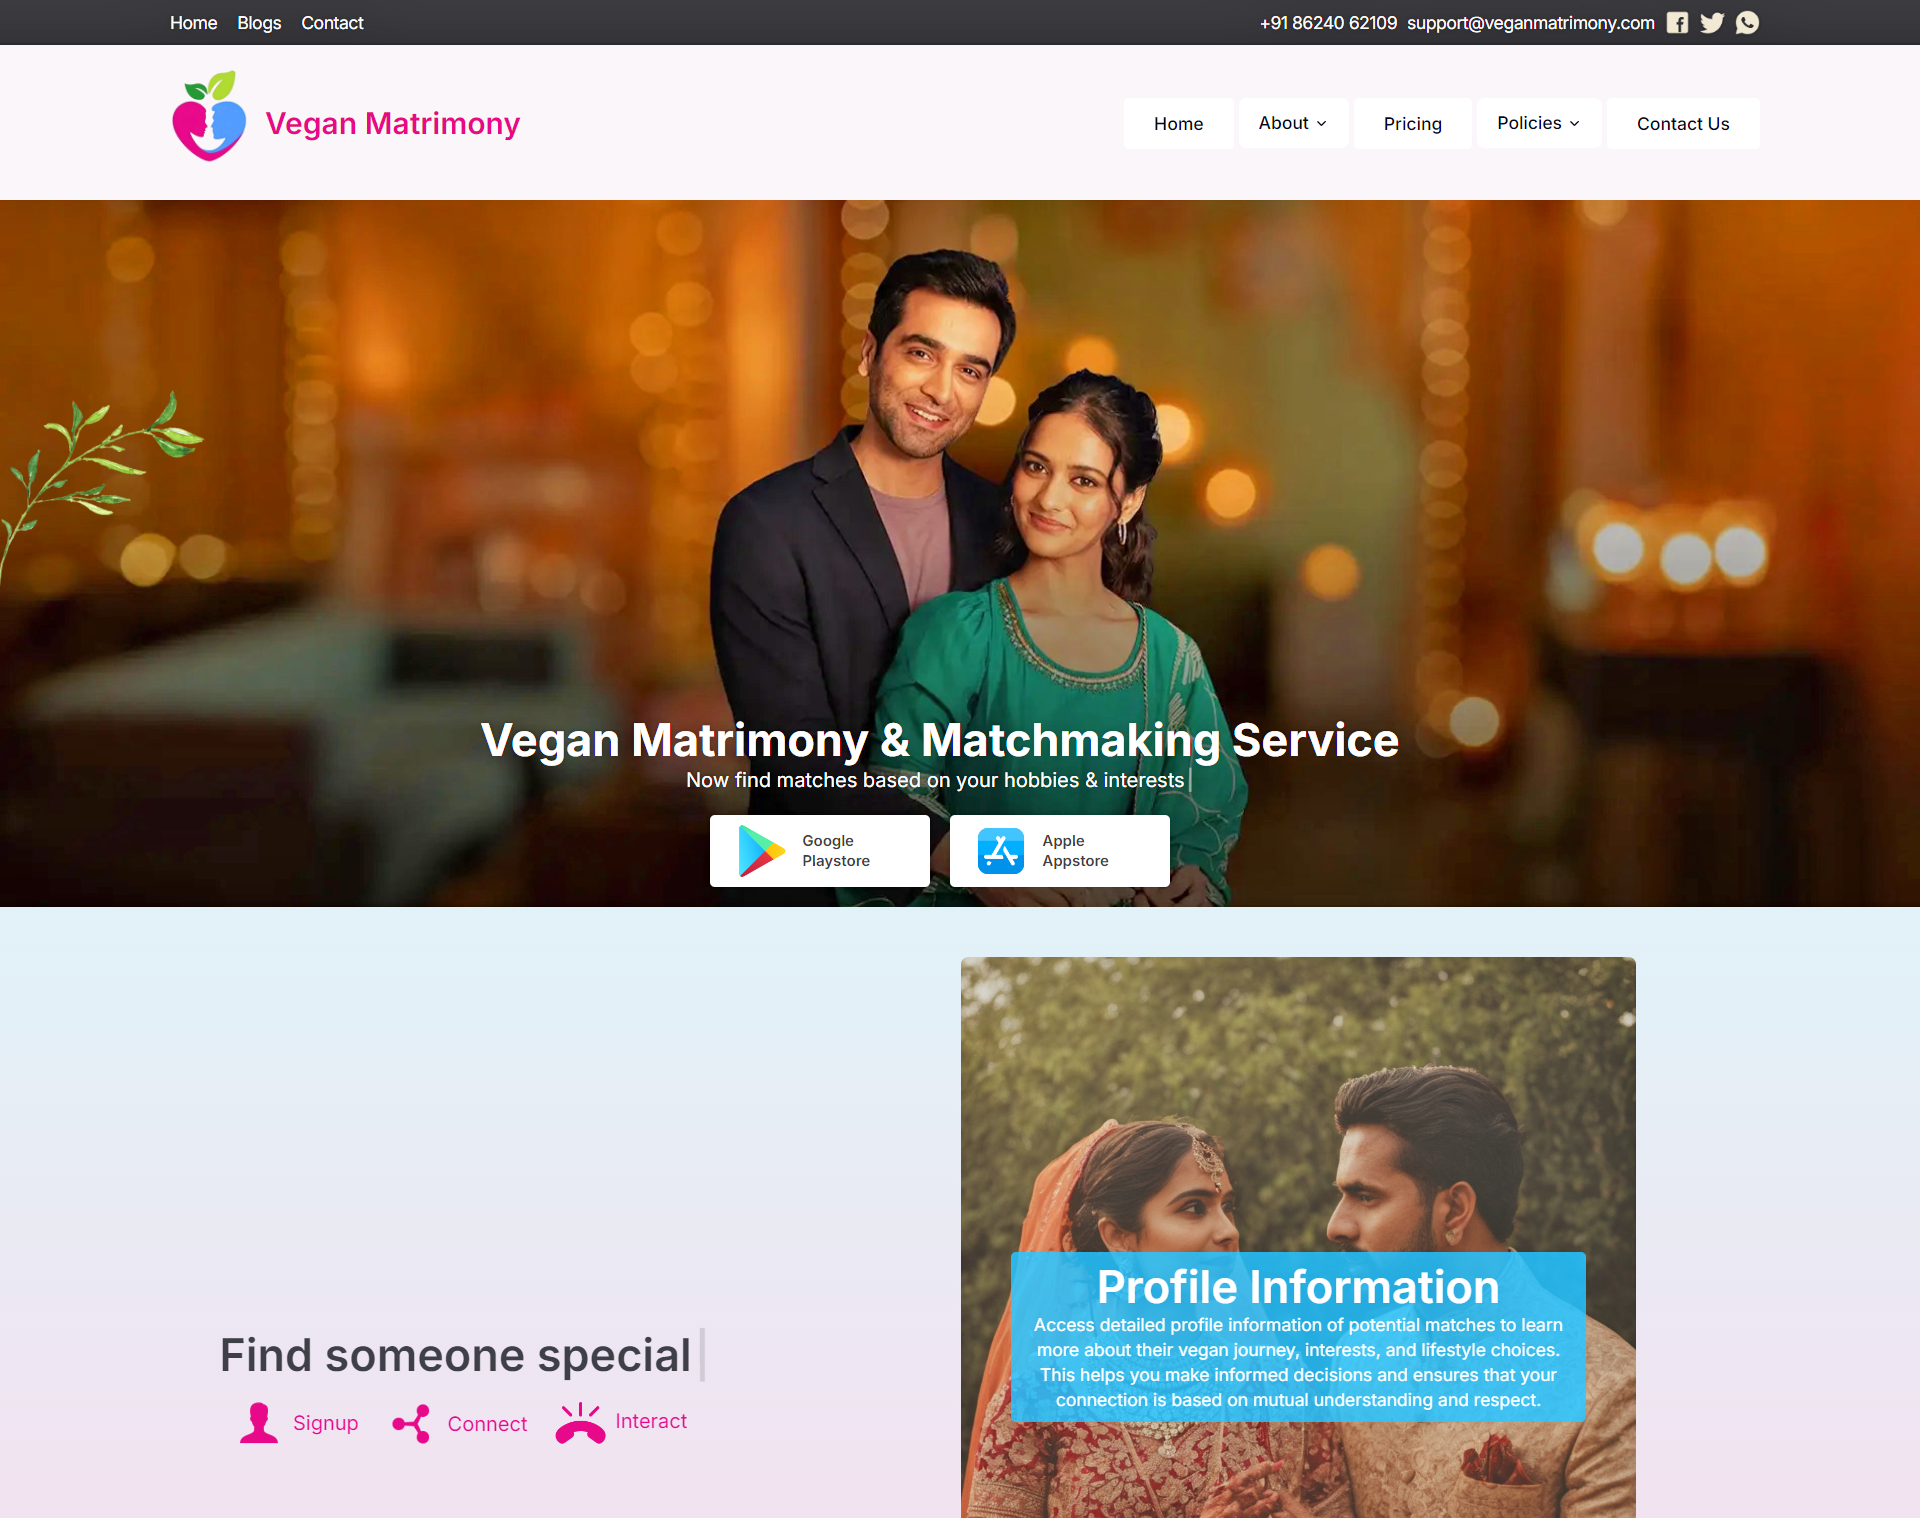 Home Blogs Contact
+91 86240 62109 support@veganmatrimony.com
Vegan Matrimony
Home About Pricing Policies Contact Us
Vegan Matrimony & Matchmaking Service
Now find matches based on your hobbies & interests
Google
Playstore
Apple
Appstore
Find someone special
Signup Connect Interact
Profile Information
Access detailed profile information of potential matches to learn
more about their vegan journey, interests, and lifestyle choices.
This helps you make informed decisions and ensures that your
connection is based on mutual understanding and respect.